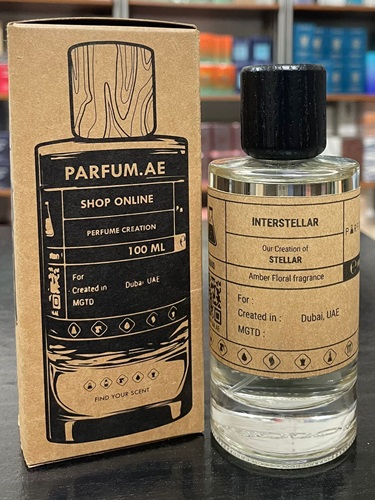 PARFUM.AE
SHOP ONLINE
PERFUME CREATION
100 ML
For
Created in Dubai, UAE
MGTD
FIND YOUR SCENT
INTERSTELLAR
Our Creation of
STELLAR
Amber Floral fragrance
For :
Created in : Dubai, UAE
MGTD :